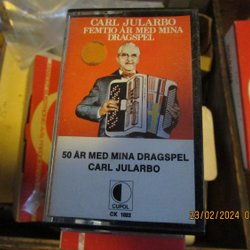 CARL JULARBO
FEMTIO ÅR MED MINA
DRAGSPEL
50 ÅR MED MINA DRAGSPEL
CARL JULARBO
CUPOL
CK 1002
23/02/2024